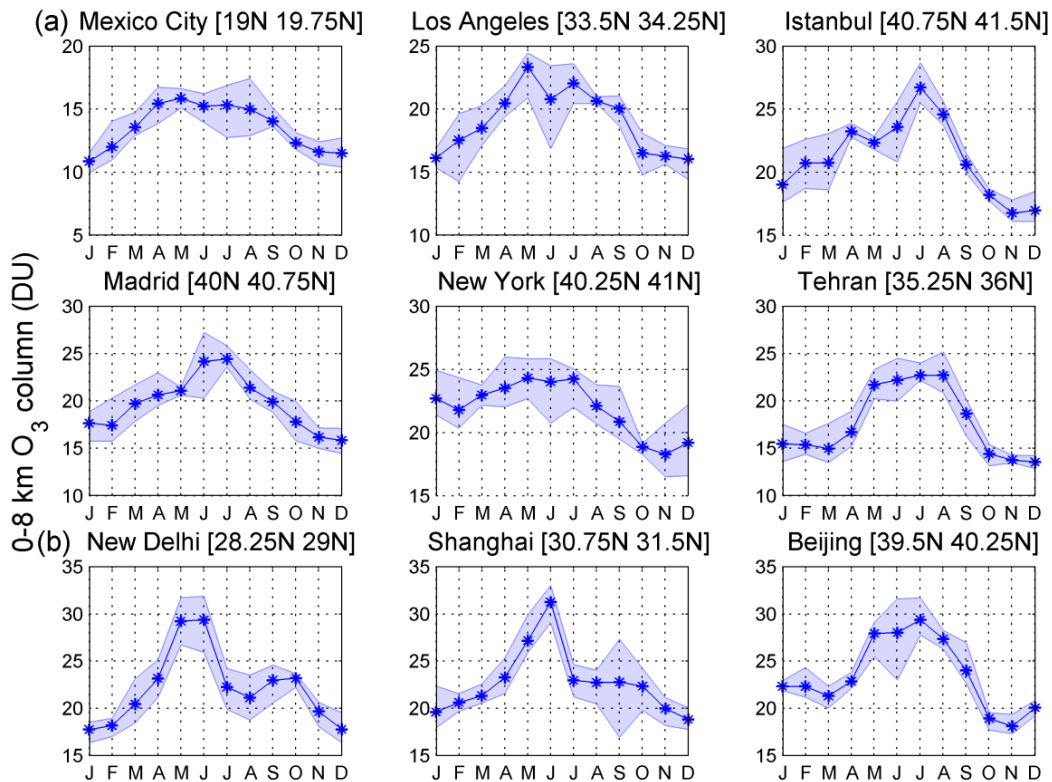 (a) Mexico City [19N 19.75N] Los Angeles [33.5N 34.25N] Istanbul [40.75N 41.5N]
20 25 30
15 20 25
10 15 20
5 10 15
J F M A M J J A S O N D J F M A M J J A S O N D J F M A M J J A S O N D
Madrid [40N 40.75N] New York [40.25N 41N] Tehran [35.25N 36N]
30 30 30
25 25 25
20 20 20
15 15
10 15 10
J F M A M J J A S O N D J F M A M J J A S O N D J F M A M J J A S O N D
0-8 km O3 column (DU)
(b) New Delhi [28.25N 29N] Shanghai [30.75N 31.5N] Beijing [39.5N 40.25N]
35 35 35
30 30 30
25 25 25
20 20 20
15 15 15
J F M A M J J A S O N D J F M A M J J A S O N D J F M A M J J A S O N D